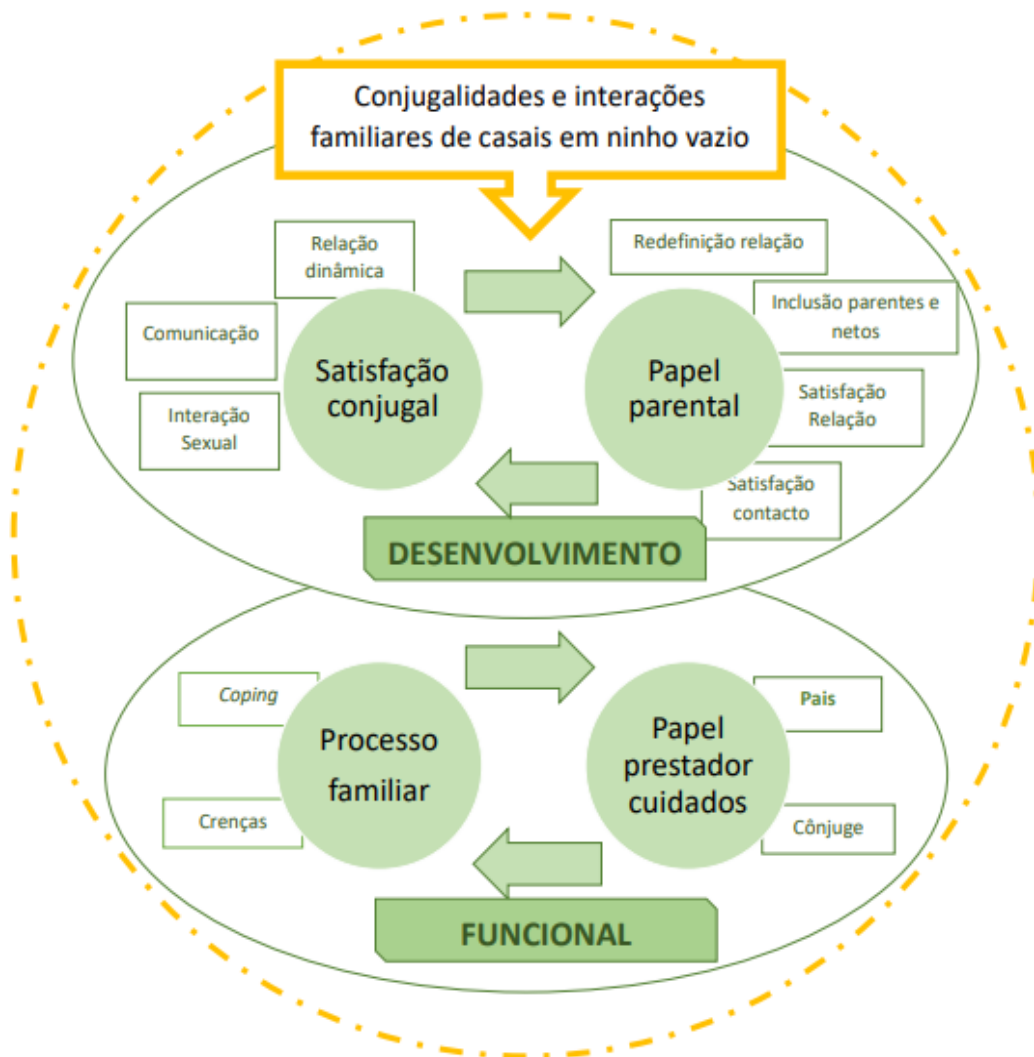 Conjugalidades e interações
familiares de casais em ninho vazio
Relação
dinâmica
Comunicação
Interação
Sexual
Satisfação
conjugal
Redefinição relação
Inclusão parentes e
netos
Satisfação
Relação
Satisfação
contacto
Papel
parental
DESENVOLVIMENTO
Coping
Crenças
Processo
familiar
Papel
prestador
cuidados
Pais
Cônjuge
FUNCIONAL